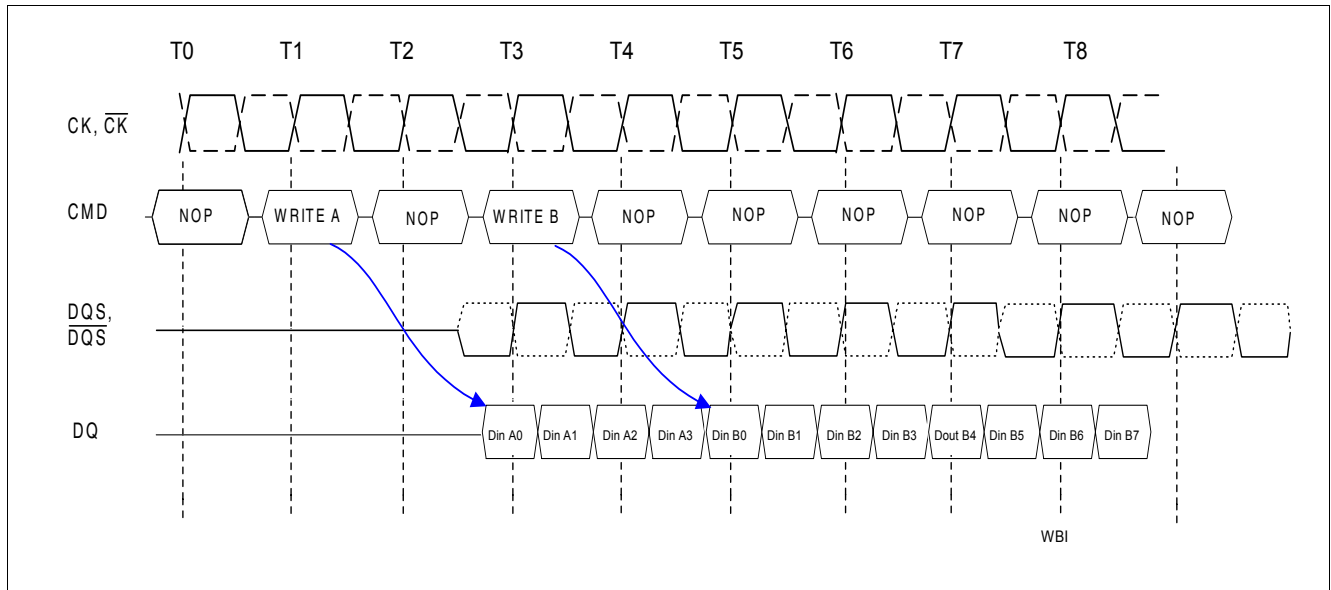 T0 T1 T2 T3 T4 T5 T6 T7 T8
CK, C̅K̅
CMD NOP WRITE A NOP WRITE B NOP NOP NOP NOP NOP NOP
DQS,
D̅Q̅S̅
DQ Din A0 Din A1 Din A2 Din A3 Din B0 Din B1 Din B2 Din B3 Dout B4 Din B5 Din B6 Din B7
WBI